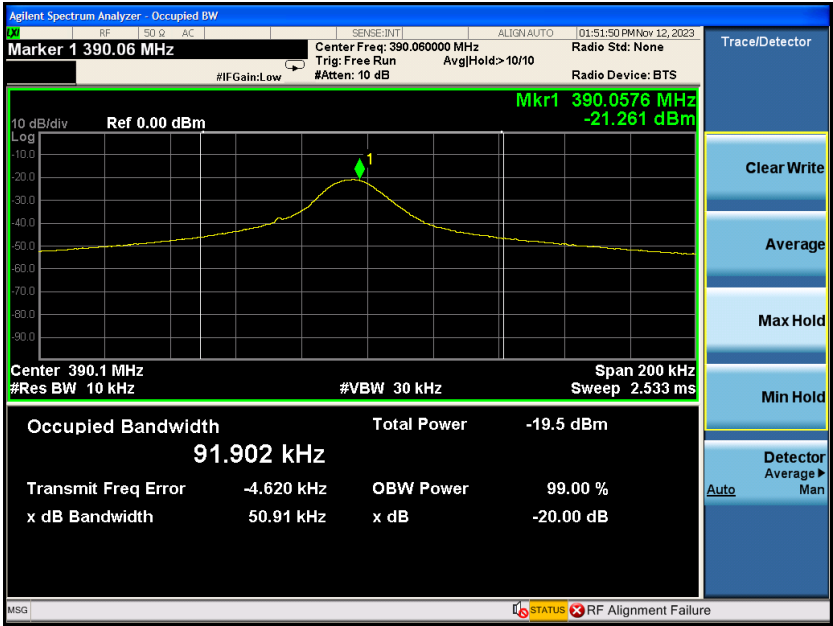 Agilent Spectrum Analyzer - Occupied BW
LXI RF 50 Ω AC SENSE:INT ALIGN AUTO 01:51:50 PM Nov 12, 2023
Marker 1 390.06 MHz
Center Freq: 390.060000 MHz
Radio Std: None
Trig: Free Run Avg|Hold:>10/10
#IFGain:Low #Atten: 10 dB Radio Device: BTS
Mkr1 390.0576 MHz
-21.261 dBm
10 dB/div Ref 0.00 dBm
Log
-10.0
-20.0
-30.0
-40.0
-50.0
-60.0
-70.0
-80.0
-90.0
1
Center 390.1 MHz Span 200 kHz
#Res BW 10 kHz #VBW 30 kHz Sweep 2.533 ms
Occupied Bandwidth Total Power -19.5 dBm
91.902 kHz
Transmit Freq Error -4.620 kHz OBW Power 99.00 %
x dB Bandwidth 50.91 kHz x dB -20.00 dB
Trace/Detector
Clear Write
Average
Max Hold
Min Hold
Detector
Average
Auto Man
MSG STATUS RF Alignment Failure